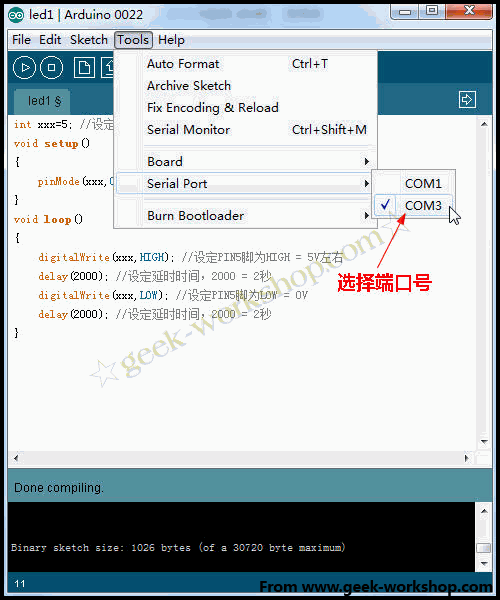 led1 | Arduino 0022
File Edit Sketch Tools Help
Auto Format Ctrl+T
Archive Sketch
Fix Encoding & Reload
Serial Monitor Ctrl+Shift+M
Board
Serial Port
Burn Bootloader
COM1
COM3
选择端口号
led1 §
int xxx=5; //设定
void setup()
{
pinMode(xxx,
}
void loop()
{
digitalWrite(xxx,HIGH); //设定PIN5脚为HIGH = 5V左右
delay(2000); //设定延时时间，2000 = 2秒
digitalWrite(xxx,LOW); //设定PIN5脚为LOW = 0V
delay(2000); //设定延时时间，2000 = 2秒
}
☆geek-workshop.com☆
Done compiling.
Binary sketch size: 1026 bytes (of a 30720 byte maximum)
11
From www.geek-workshop.com